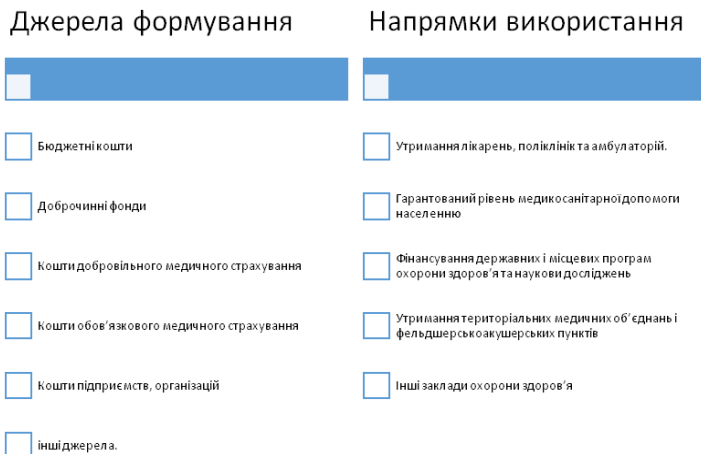 Джерела формування
Бюджетні кошти
Доброчинні фонди
Кошти добровільного медичного страхування
Кошти обов’язкового медичного страхування
Кошти підприємств, організацій
інші джерела.
Напрямки використання
Утримання лікарень, поліклінік та амбулаторій.
Гарантований рівень медикосанітарної допомоги
населенню
Фінансування державних і місцевих програм
охорони здоров’я та наукови досліджень
Утримання територіальних медичних об’єднань і
фельдшерськоакушерських пунктів
Інші заклади охорони здоров’я